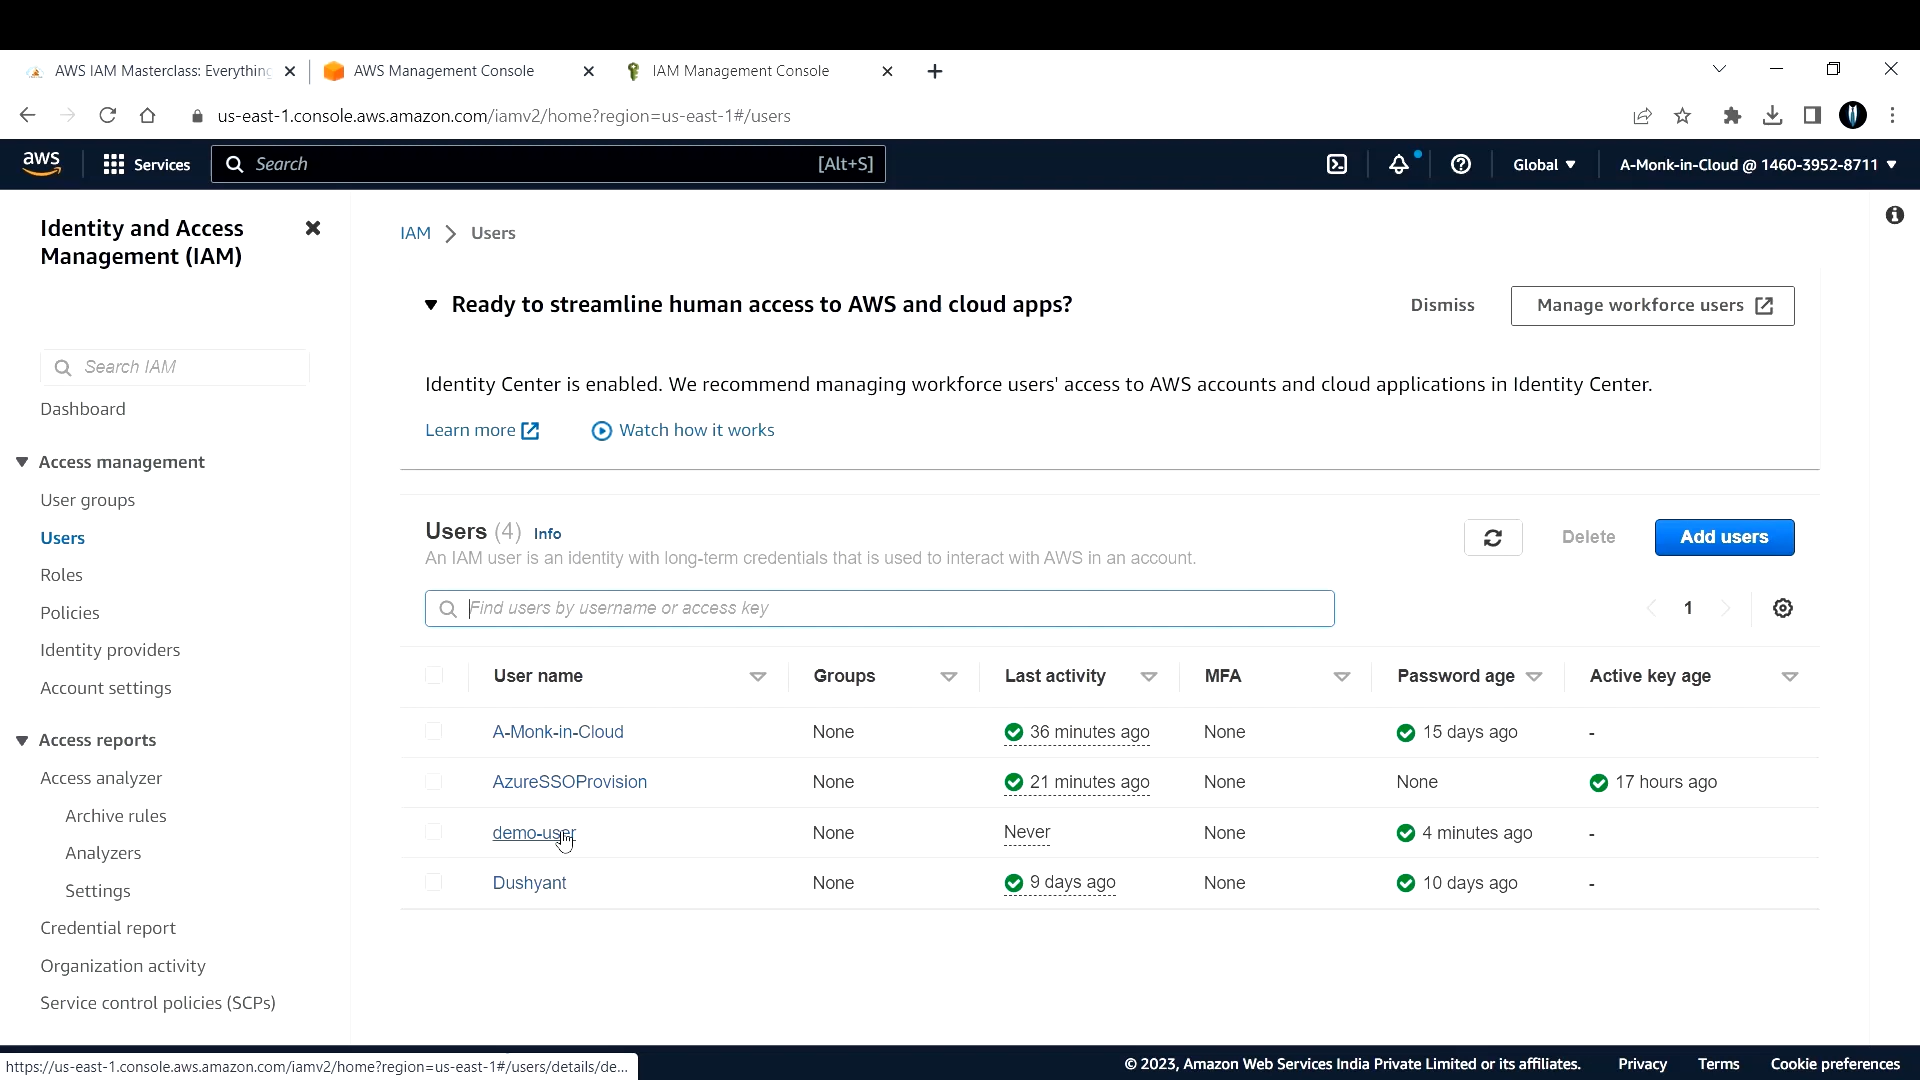 AWS IAM Masterclass: Everything
AWS Management Console
IAM Management Console
us-east-1.console.aws.amazon.com/iamv2/home?region=us-east-1#/users
aws
Services
Search
[Alt+S]
Global
A-Monk-in-Cloud @ 1460-3952-8711
Identity and Access
Management (IAM)
Search IAM
Dashboard
Access management
User groups
Users
Roles
Policies
Identity providers
Account settings
Access reports
Access analyzer
Archive rules
Analyzers
Settings
Credential report
Organization activity
Service control policies (SCPs)
IAM > Users
Ready to streamline human access to AWS and cloud apps?
Dismiss
Manage workforce users
Identity Center is enabled. We recommend managing workforce users' access to AWS accounts and cloud applications in Identity Center.
Learn more
Watch how it works
Users (4) Info
An IAM user is an identity with long-term credentials that is used to interact with AWS in an account.
Delete
Add users
Find users by username or access key
1
User name Groups Last activity MFA Password age Active key age
A-Monk-in-Cloud None 36 minutes ago None 15 days ago -
AzureSSOProvision None 21 minutes ago None None 17 hours ago
demo-user None Never None 4 minutes ago -
Dushyant None 9 days ago None 10 days ago -
https://us-east-1.console.aws.amazon.com/iamv2/home?region=us-east-1#/users/details/de...
© 2023, Amazon Web Services India Private Limited or its affiliates.
Privacy
Terms
Cookie preferences